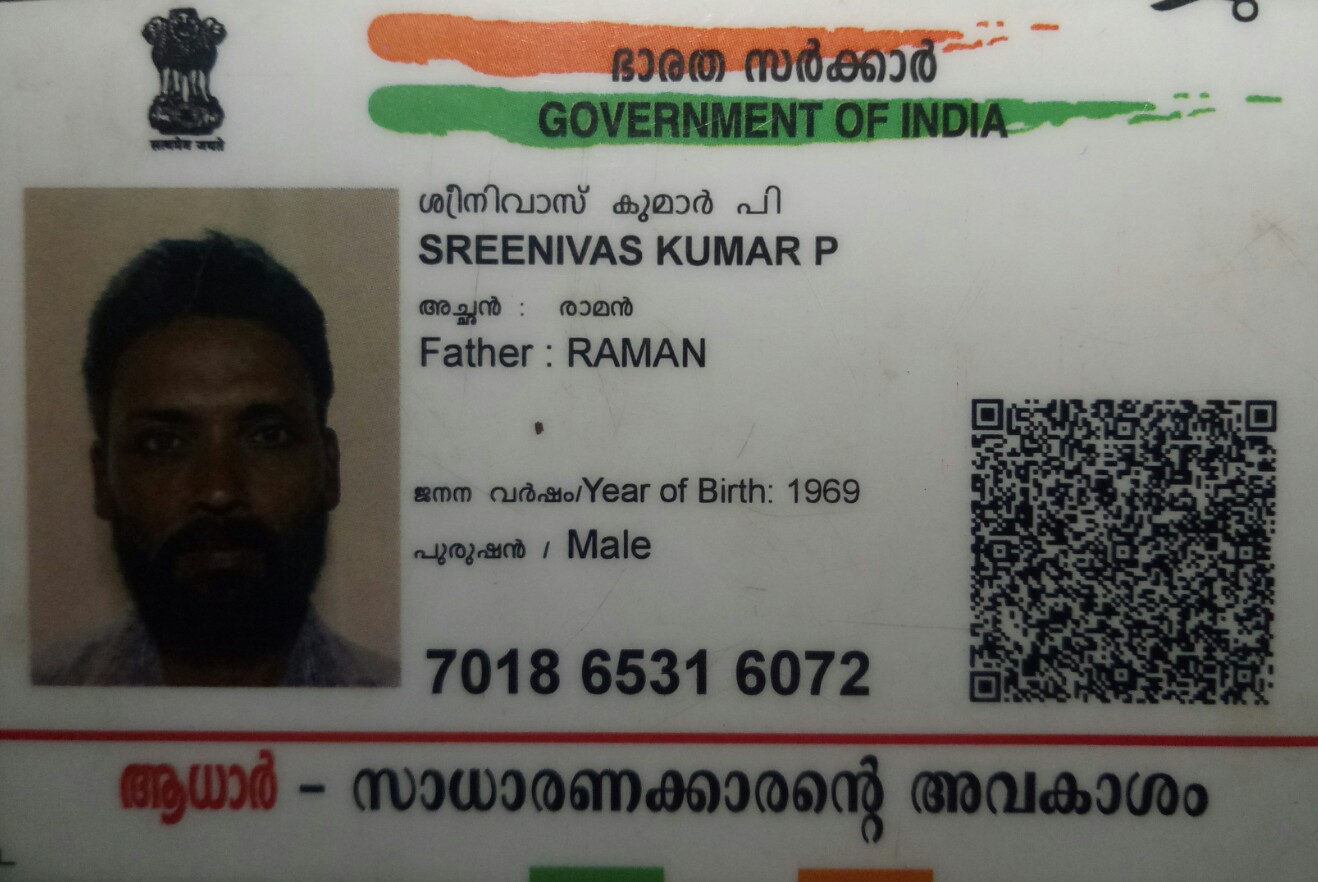 ഭാരത സർക്കാർ
GOVERNMENT OF INDIA
सत्यमेव जयते
ശ്രീനിവാസ് കുമാർ പി
SREENIVAS KUMAR P
അച്ഛൻ : രാമൻ
Father : RAMAN
ജനന വർഷം/Year of Birth: 1969
പുരുഷൻ / Male
7018 6531 6072
ആധാർ - സാധാരണക്കാരന്റെ അവകാശം